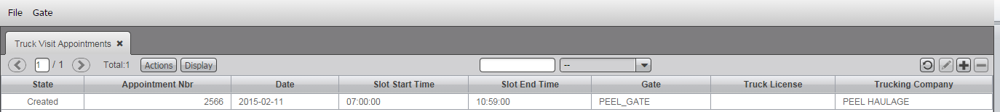 File Gate
Truck Visit Appointments
1 / 1 Total:1 Actions Display --
State Appointment Nbr Date Slot Start Time Slot End Time Gate Truck License Trucking Company
Created 2566 2015-02-11 07:00:00 10:59:00 PEEL_GATE PEEL HAULAGE